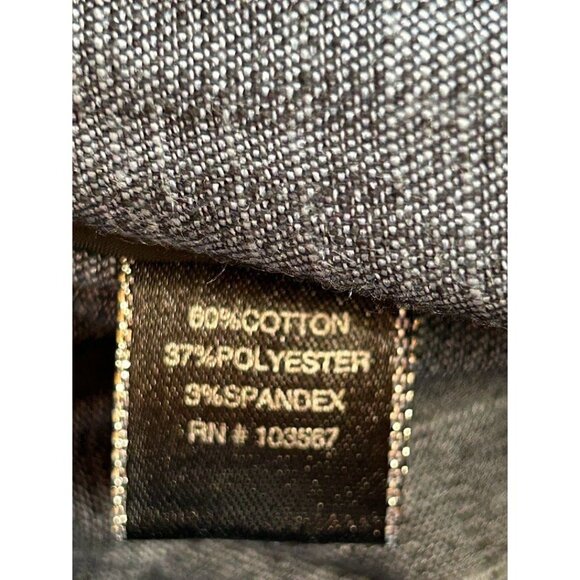 60%COTTON
37%POLYESTER
3%SPANDEX
RN # 103567